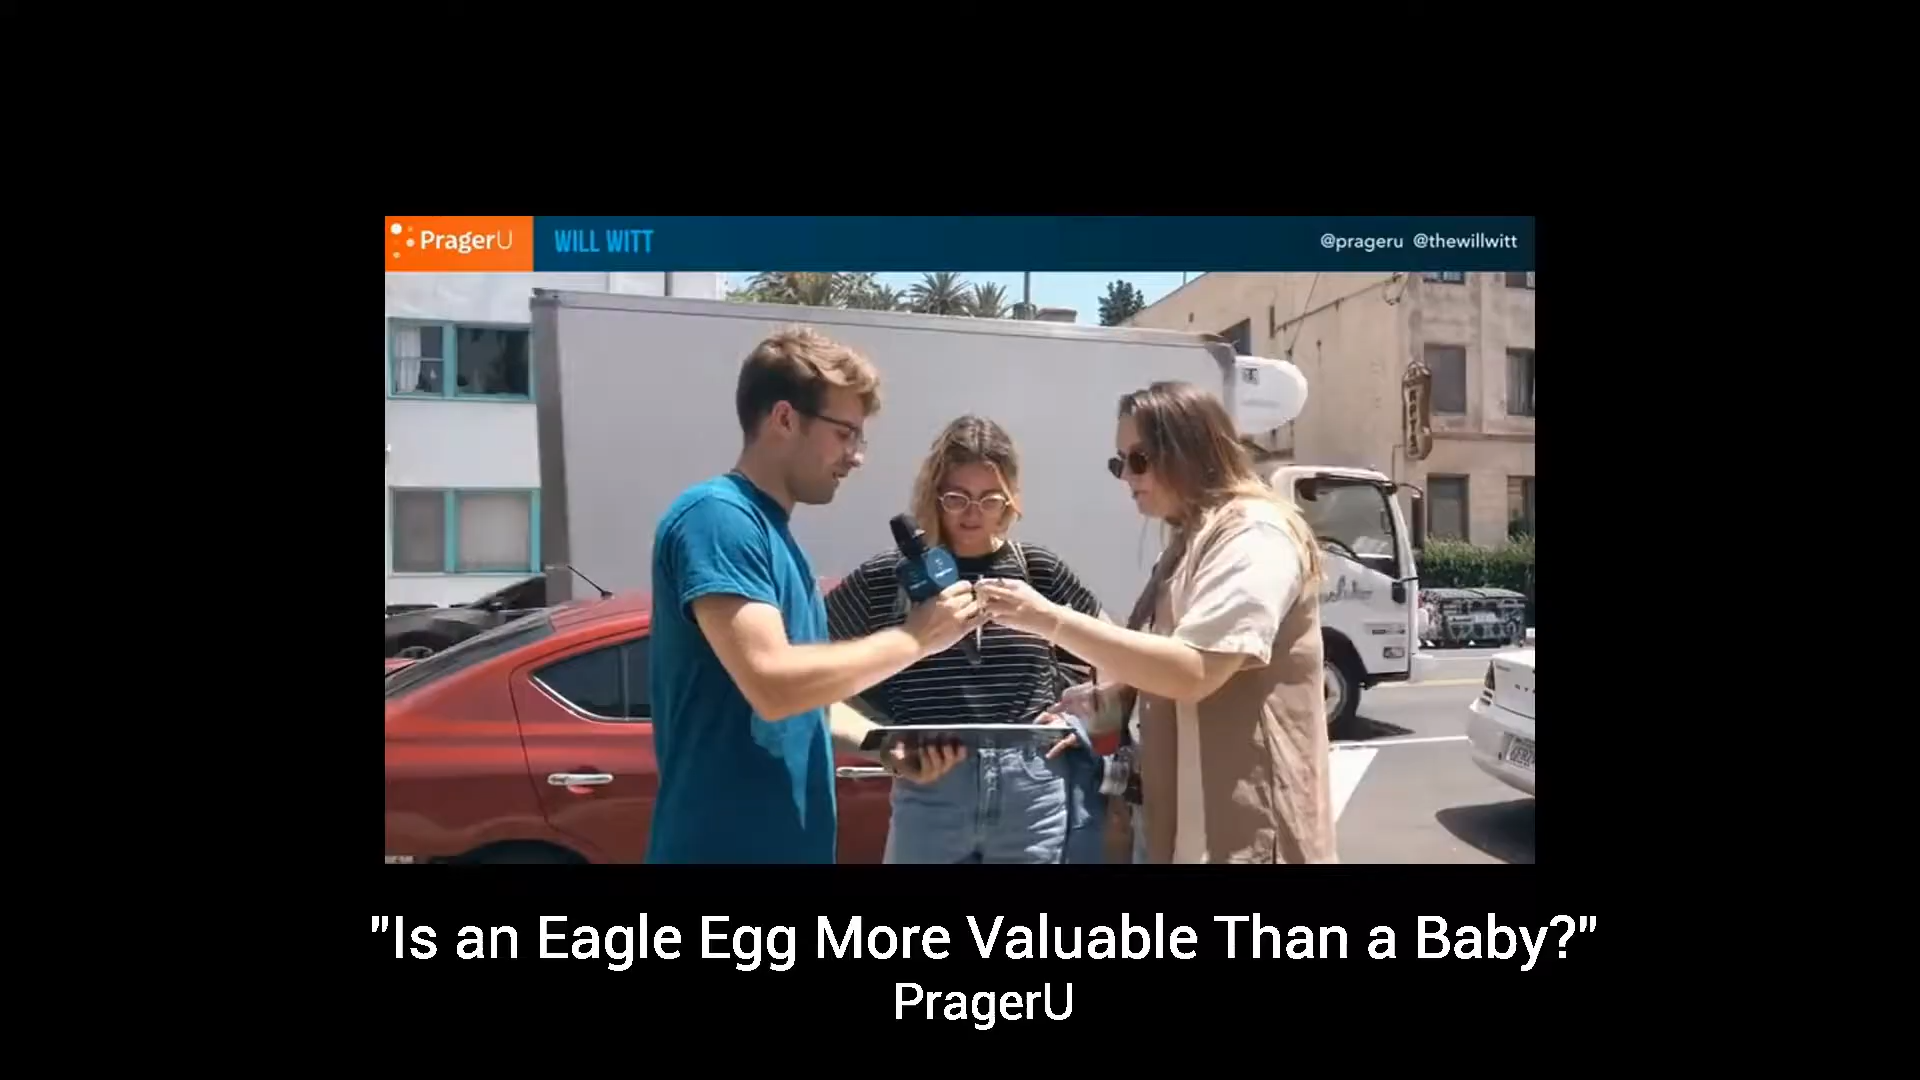 PragerU WILL WITT @prageru @thewillwitt
"Is an Eagle Egg More Valuable Than a Baby?"
PragerU